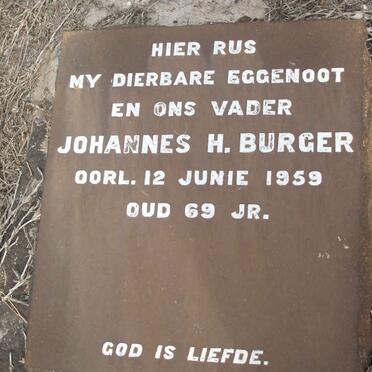 HIER RUS
MY DIERBARE EGGENOOT
EN ONS VADER
JOHANNES H. BURGER
OORL. 12 JUNIE 1959
OUD 69 JR.
GOD IS LIEFDE.